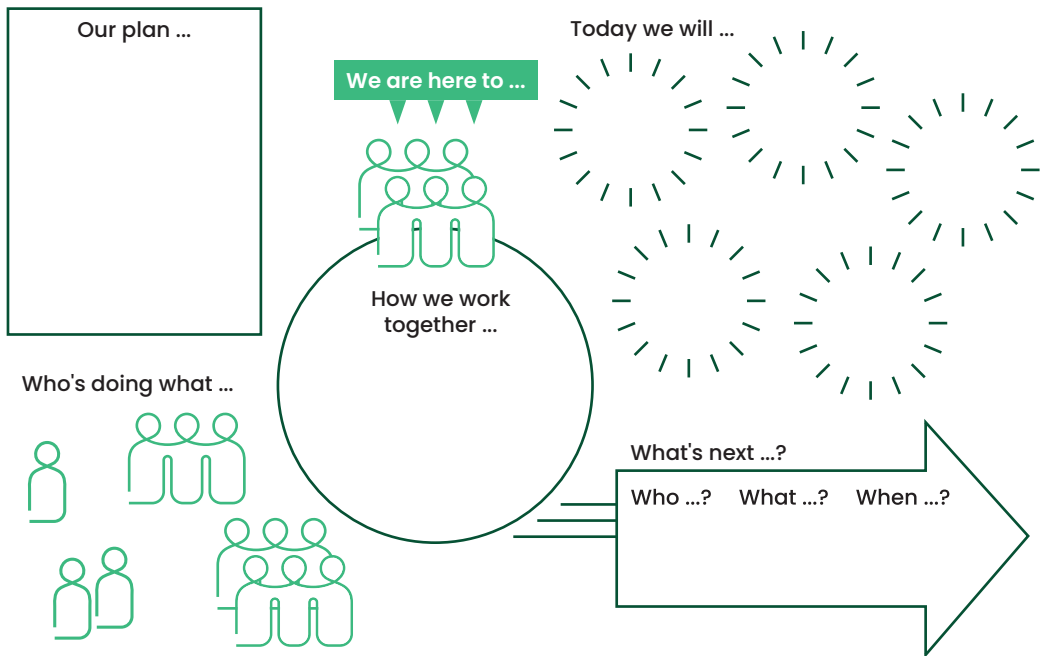 Our plan ...
We are here to ...
Today we will ...
How we work
together ...
Who's doing what ...
What's next ...?
Who ...? What ...? When ...?